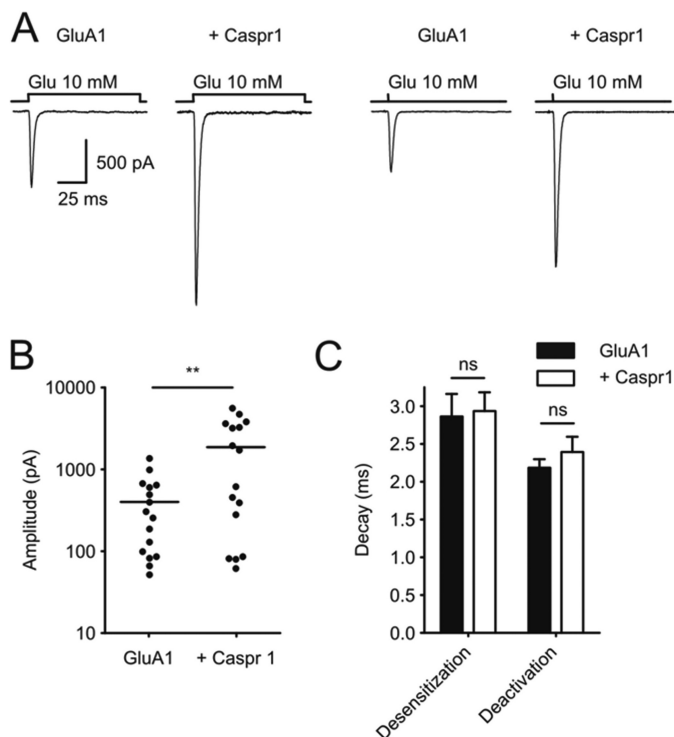 A
GluA1
+ Caspr1
GluA1
+ Caspr1
Glu 10 mM
Glu 10 mM
Glu 10 mM
Glu 10 mM
500 pA
25 ms
B
**
10000
1000
100
10
Amplitude (pA)
GluA1
+ Caspr 1
C
GluA1
+ Caspr1
ns
ns
3.0
2.5
2.0
1.5
1.0
0.5
0.0
Decay (ms)
Desensitization
Deactivation